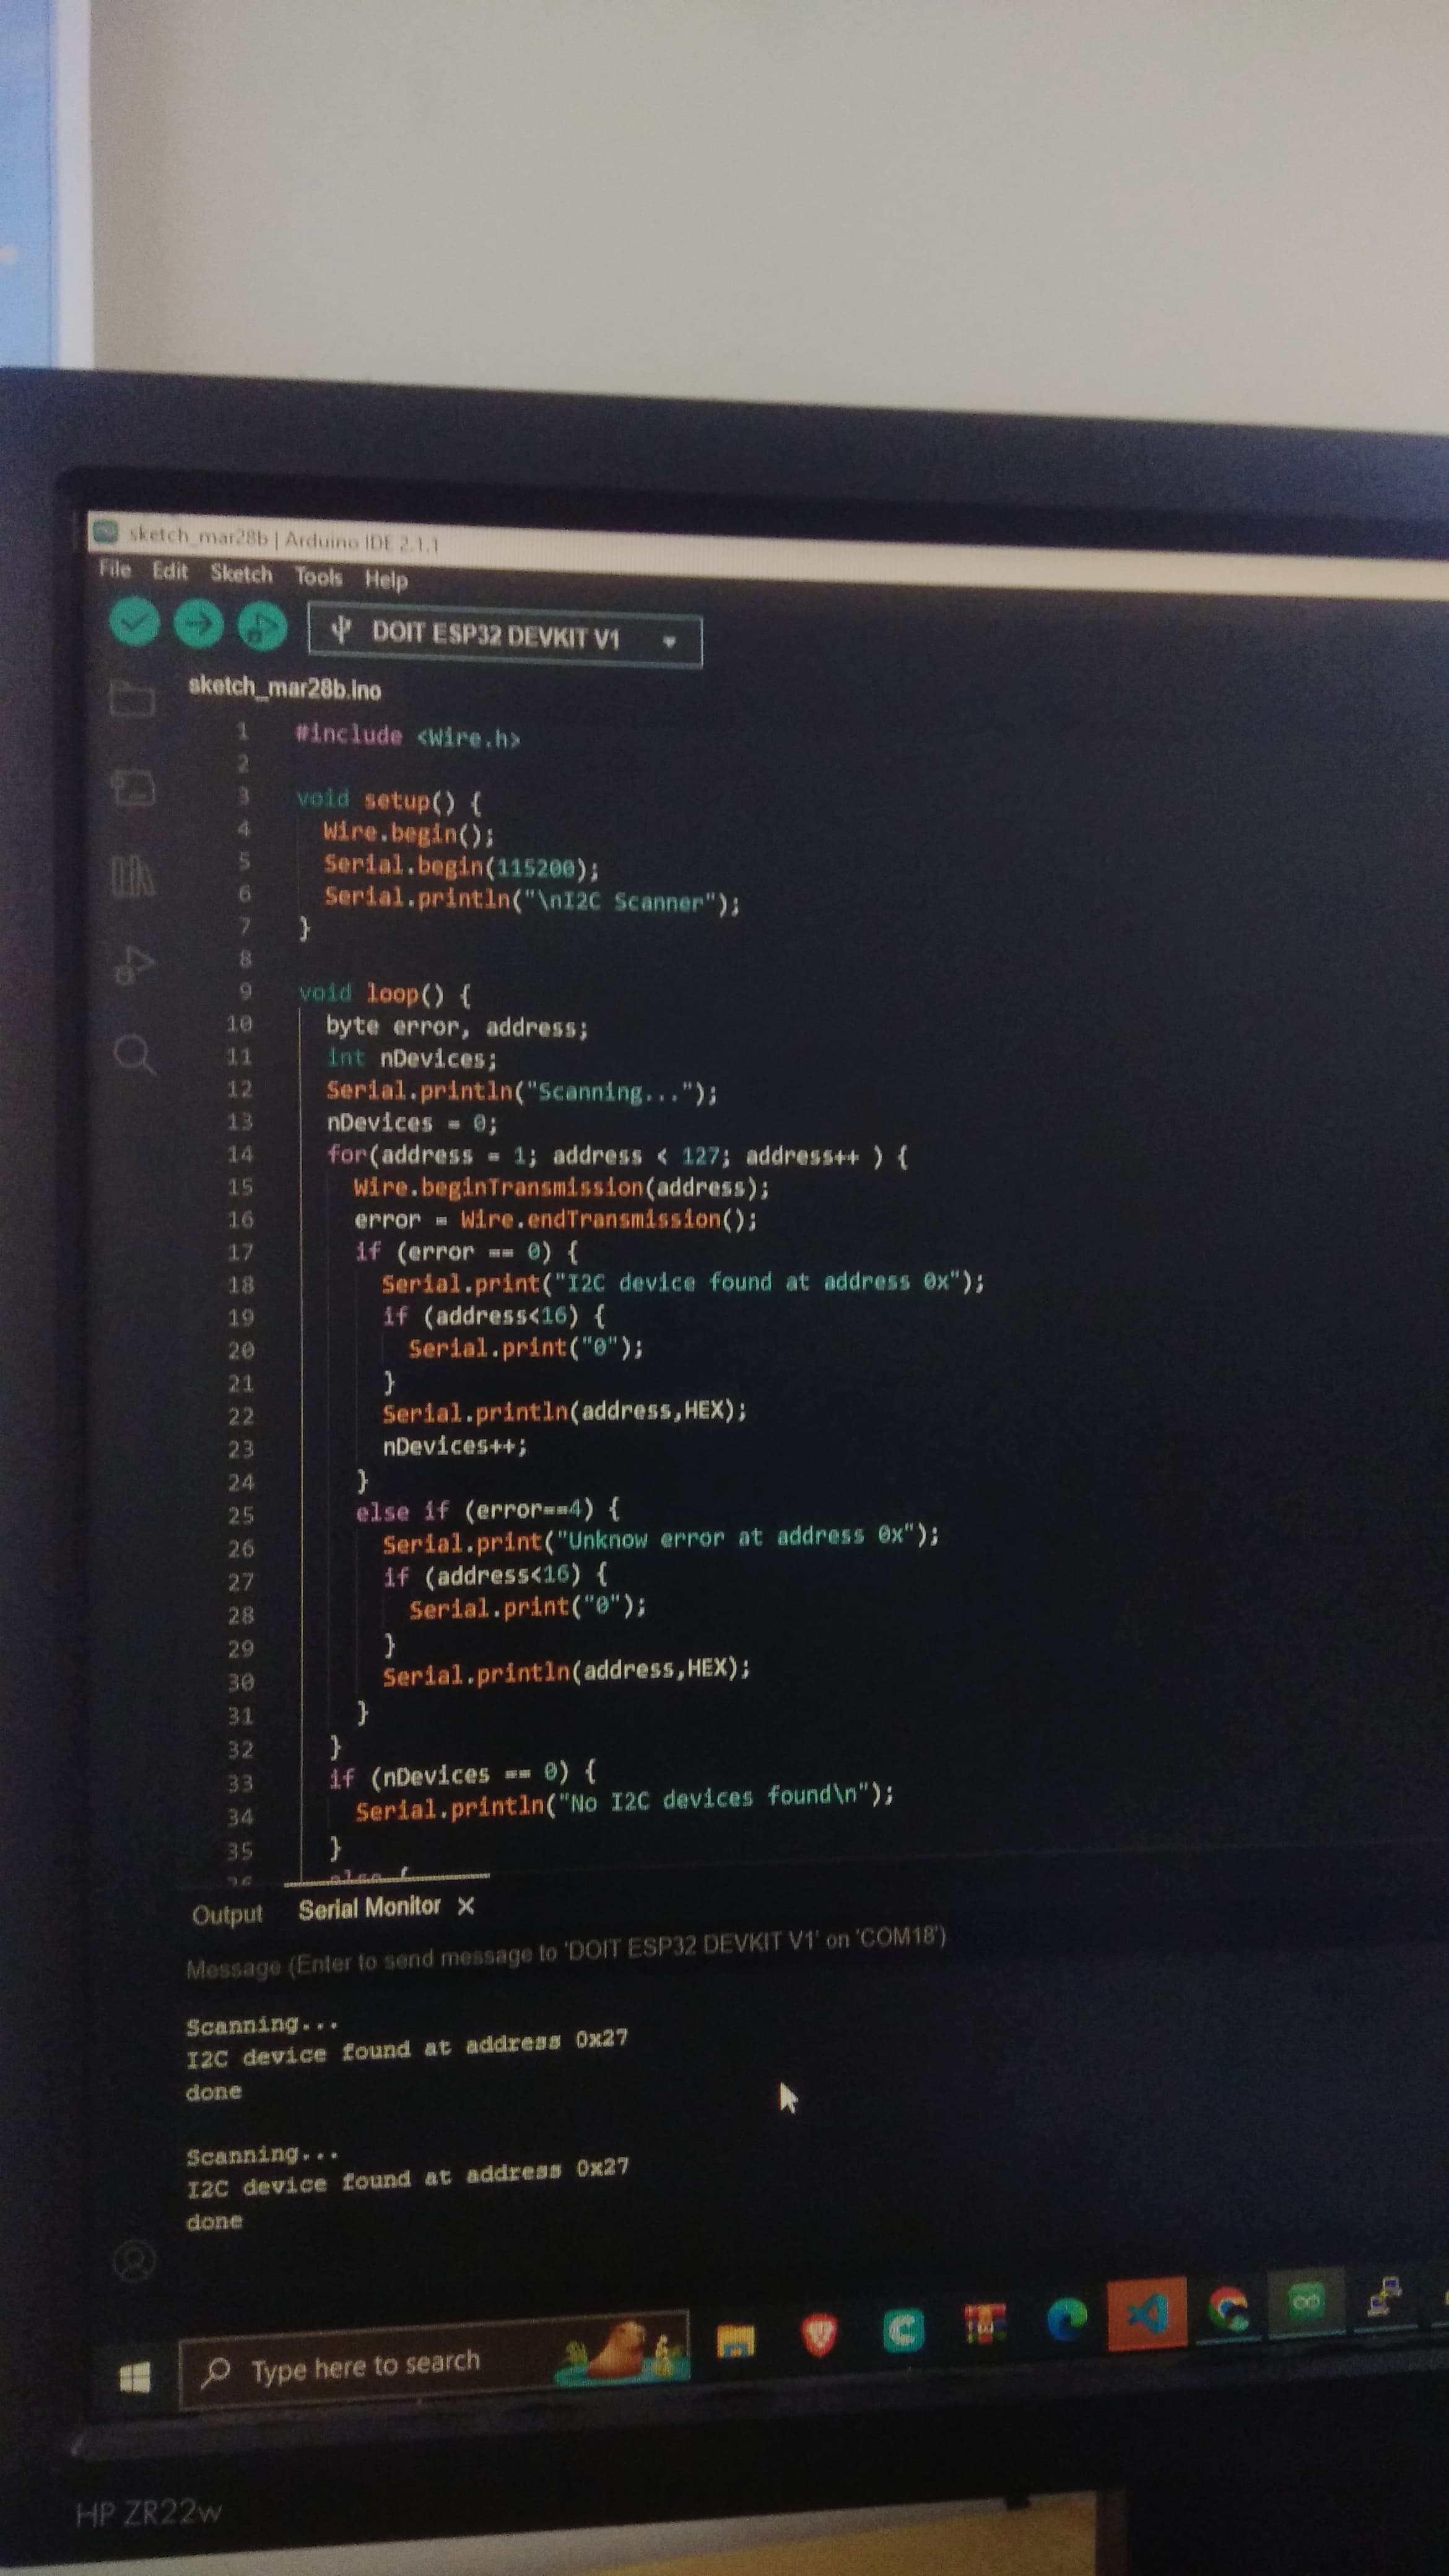 sketch_mar28b | Arduino IDE 2.1.1
File Edit Sketch Tools Help
DOIT ESP32 DEVKIT V1
sketch_mar28b.ino
1 #include <Wire.h>
2
3 void setup() {
4 Wire.begin();
5 Serial.begin(115200);
6 Serial.println("\nI2C Scanner");
7 }
8
9 void loop() {
10 byte error, address;
11 int nDevices;
12 Serial.println("Scanning...");
13 nDevices = 0;
14 for(address = 1; address < 127; address++ ) {
15 Wire.beginTransmission(address);
16 error = Wire.endTransmission();
17 if (error == 0) {
18 Serial.print("I2C device found at address 0x");
19 if (address<16) {
20 Serial.print("0");
21 }
22 Serial.println(address,HEX);
23 nDevices++;
24 }
25 else if (error==4) {
26 Serial.print("Unknow error at address 0x");
27 if (address<16) {
28 Serial.print("0");
29 }
30 Serial.println(address,HEX);
31 }
32 }
33 if (nDevices == 0) {
34 Serial.println("No I2C devices found\n");
35 }
36 else {
Output Serial Monitor
Message (Enter to send message to 'DOIT ESP32 DEVKIT V1' on 'COM18')
Scanning...
I2C device found at address 0x27
done
Scanning...
I2C device found at address 0x27
done
Type here to search
HP ZR22w